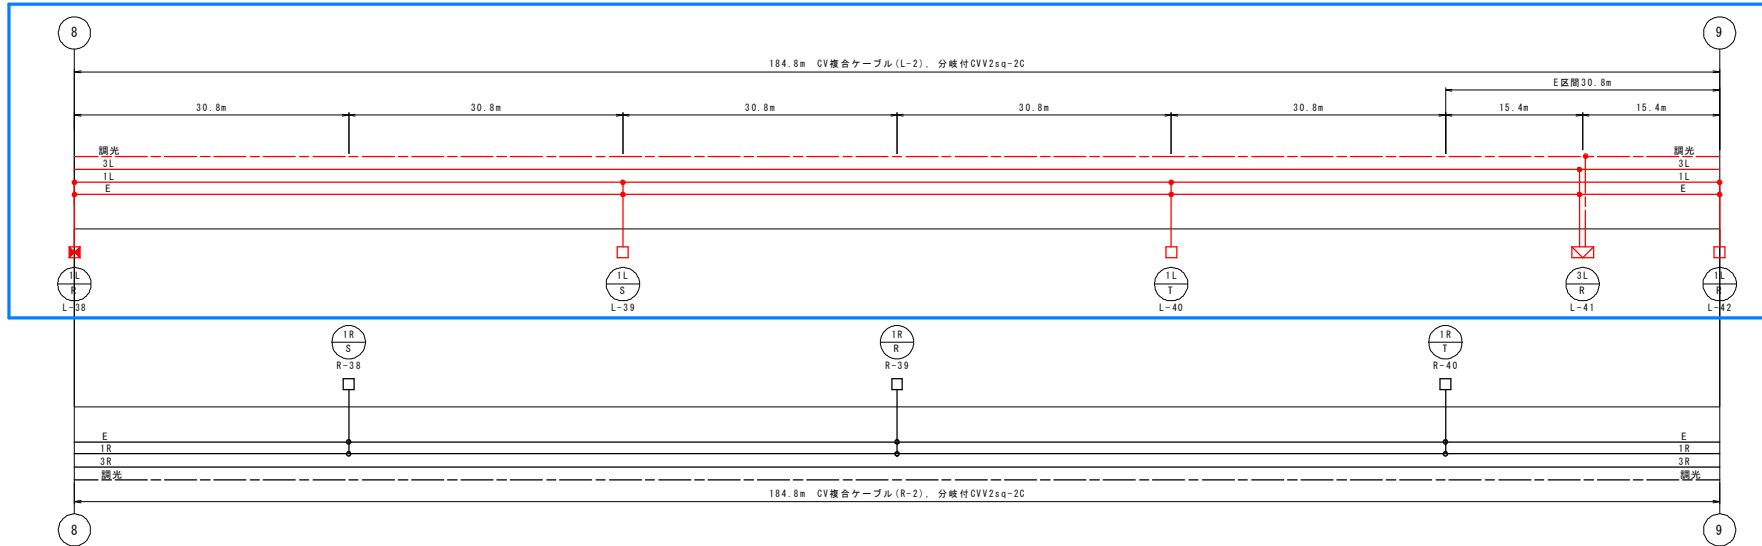 8 9
184.8m CV複合ケーブル(L-2), 分岐付CVV2sq-2C
E区間30.8m
30.8m 30.8m 30.8m 30.8m 30.8m 15.4m 15.4m
調光 調光
3L 3L
1L 1L
E E
1L 1L 1L 3L 1L
R S T R R
L-38 L-39 L-40 L-41 L-42
1R 1R 1R
S R T
R-38 R-39 R-40
E E
1R 1R
3R 3R
調光 調光
184.8m CV複合ケーブル(R-2), 分岐付CVV2sq-2C
8 9